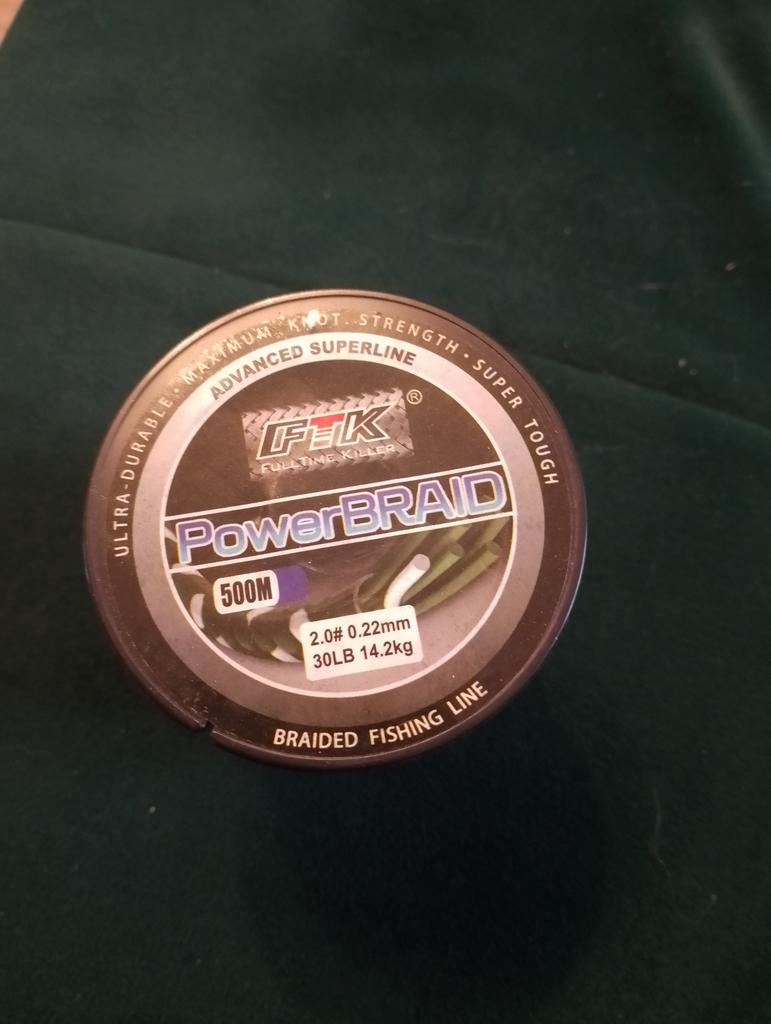 ULTRA-DURABLE · MAXIMUM KNOT STRENGTH · SUPER TOUGH
ADVANCED SUPERLINE
FTK®
FULLTIME KILLER
PowerBRAID
500M
2.0# 0.22mm
30LB 14.2kg
BRAIDED FISHING LINE